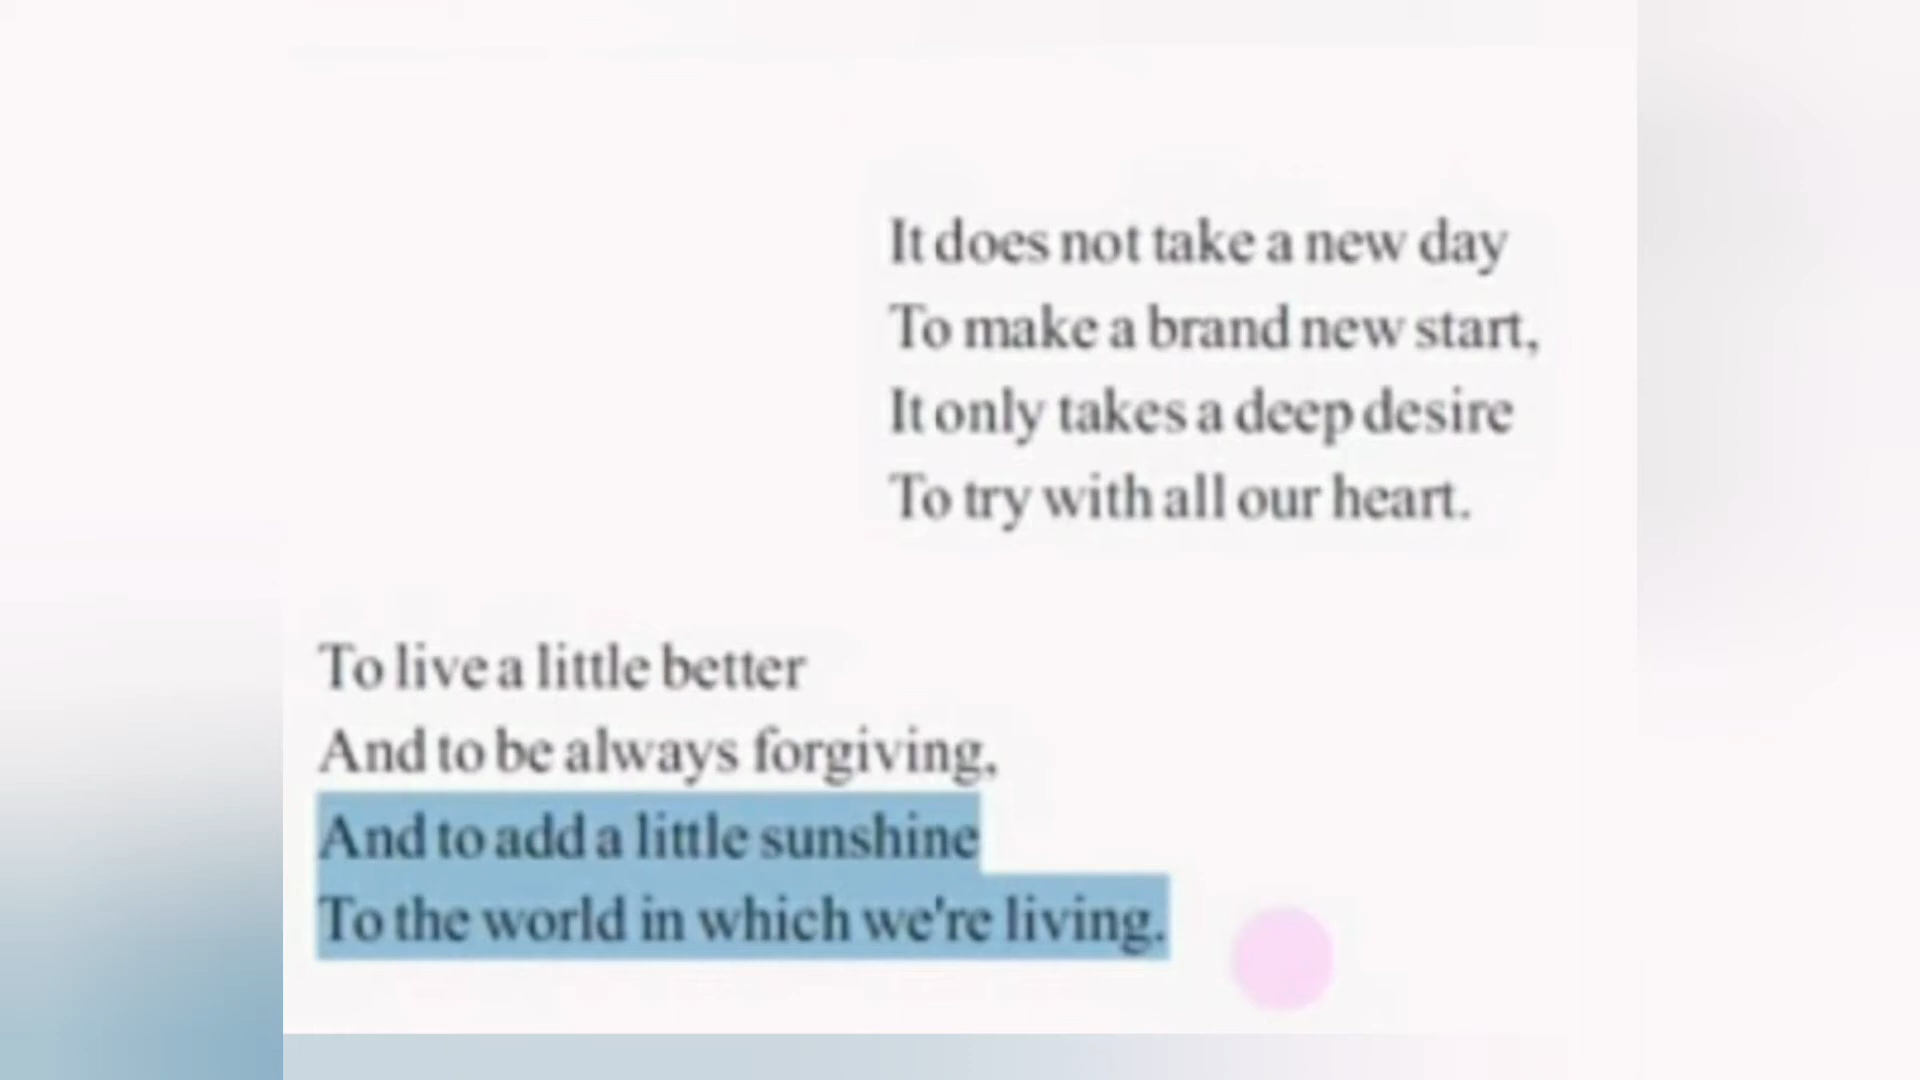 It does not take a new day
To make a brand new start,
It only takes a deep desire
To try with all our heart.
To live a little better
And to be always forgiving,
And to add a little sunshine
To the world in which we're living.